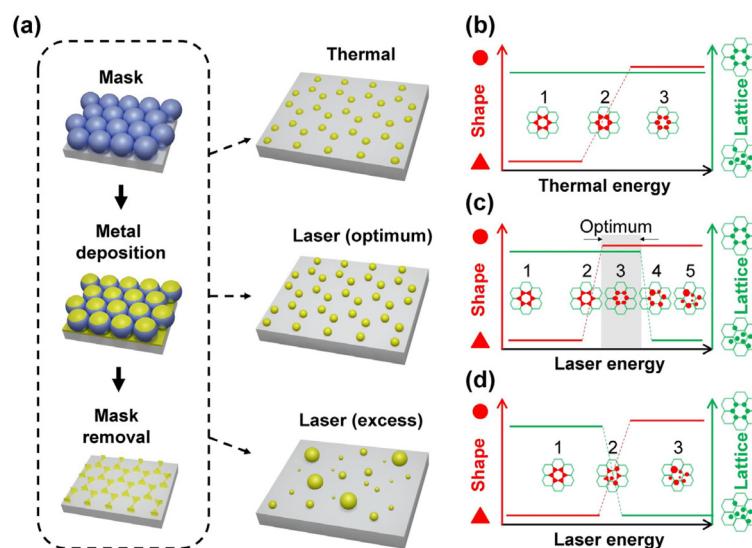 (a)
Mask
Metal
deposition
Mask
removal
Thermal
Laser (optimum)
Laser (excess)
(b)
Shape
1
2
3
Lattice
Thermal energy
(c)
Optimum
Shape
1
2
3
4
5
Lattice
Laser energy
(d)
Shape
1
2
3
Lattice
Laser energy